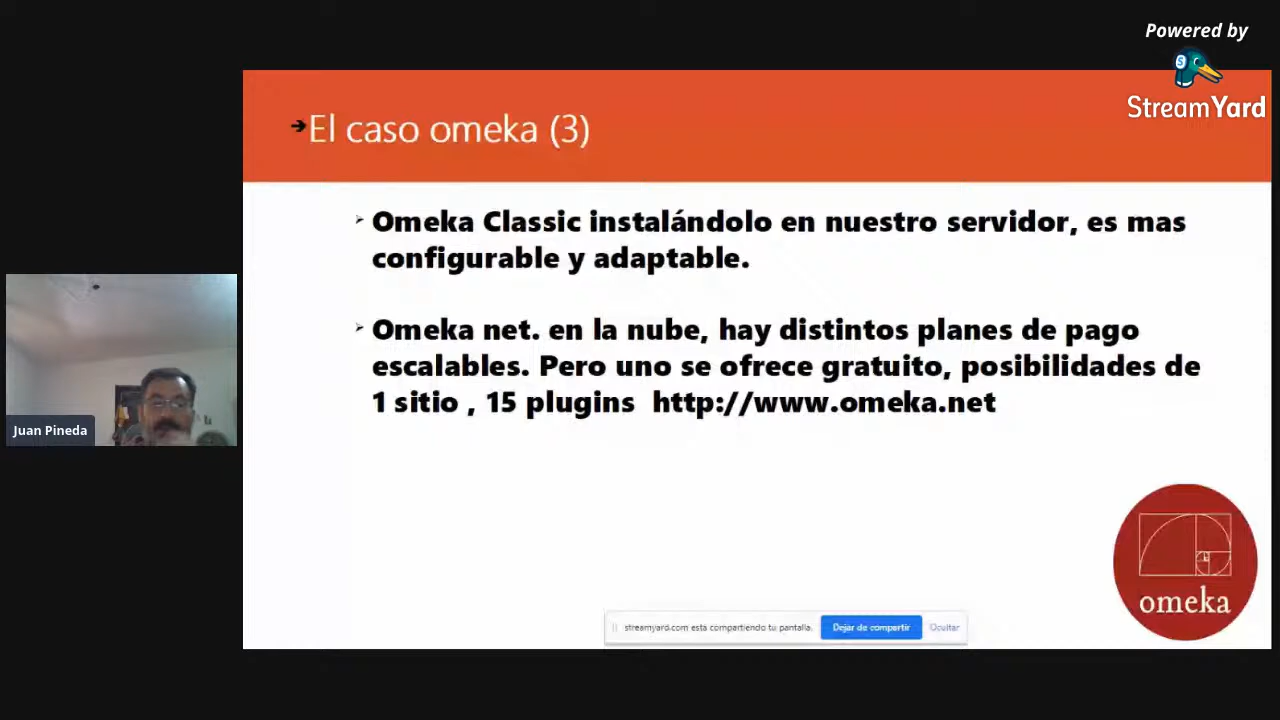 Powered by
StreamYard
➔El caso omeka (3)
Omeka Classic instalándolo en nuestro servidor, es mas
configurable y adaptable.
Omeka net. en la nube, hay distintos planes de pago
escalables. Pero uno se ofrece gratuito, posibilidades de
1 sitio , 15 plugins http://www.omeka.net
Juan Pineda
omeka
streamyard.com está compartiendo tu pantalla. Dejar de compartir Ocultar